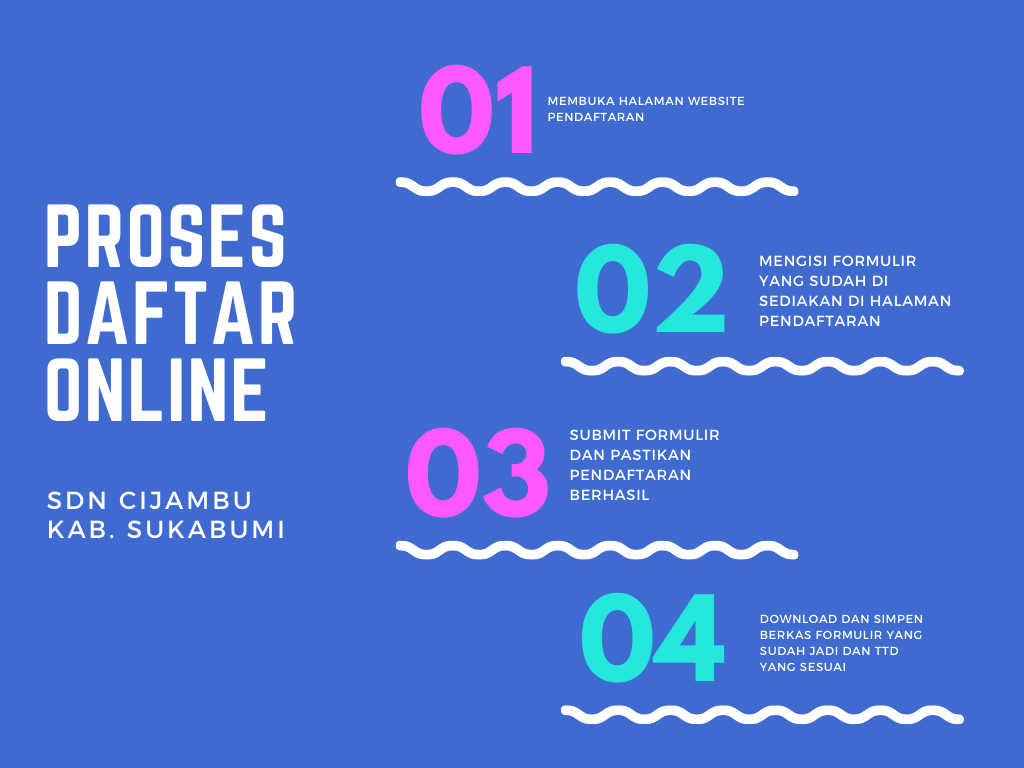 PROSES
DAFTAR
ONLINE
SDN CIJAMBU
KAB. SUKABUMI
01
MEMBUKA HALAMAN WEBSITE
PENDAFTARAN
02
MENGISI FORMULIR
YANG SUDAH DI
SEDIAKAN DI HALAMAN
PENDAFTARAN
03
SUBMIT FORMULIR
DAN PASTIKAN
PENDAFTARAN
BERHASIL
04
DOWNLOAD DAN SIMPEN
BERKAS FORMULIR YANG
SUDAH JADI DAN TTD
YANG SESUAI